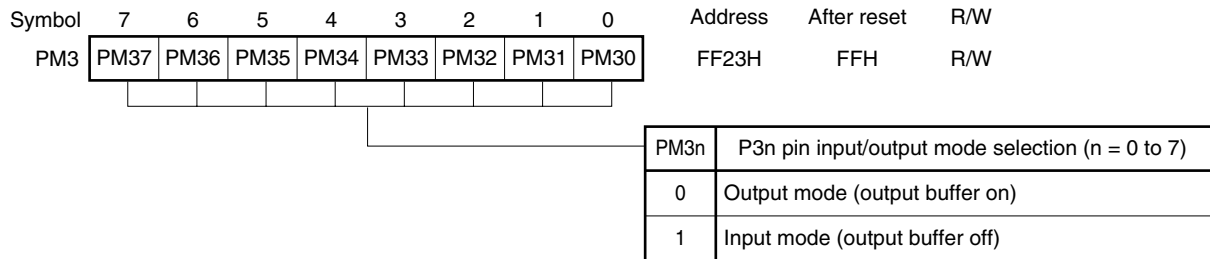 Symbol 7 6 5 4 3 2 1 0 Address After reset R/W
PM3 PM37 PM36 PM35 PM34 PM33 PM32 PM31 PM30 FF23H FFH R/W
PM3n P3n pin input/output mode selection (n = 0 to 7)
0 Output mode (output buffer on)
1 Input mode (output buffer off)